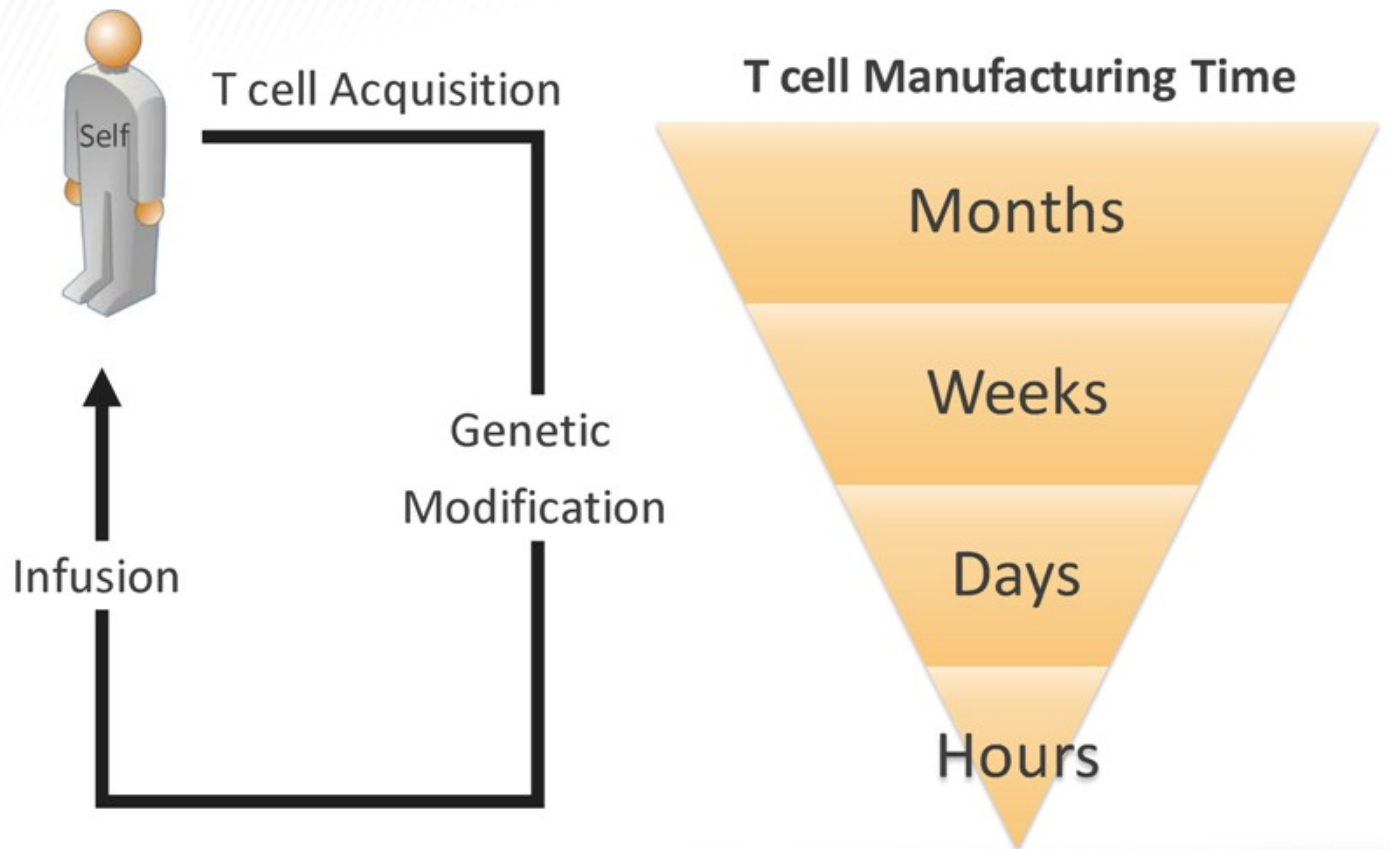 Self
T cell Acquisition
Genetic
Modification
Infusion
T cell Manufacturing Time
Months
Weeks
Days
Hours